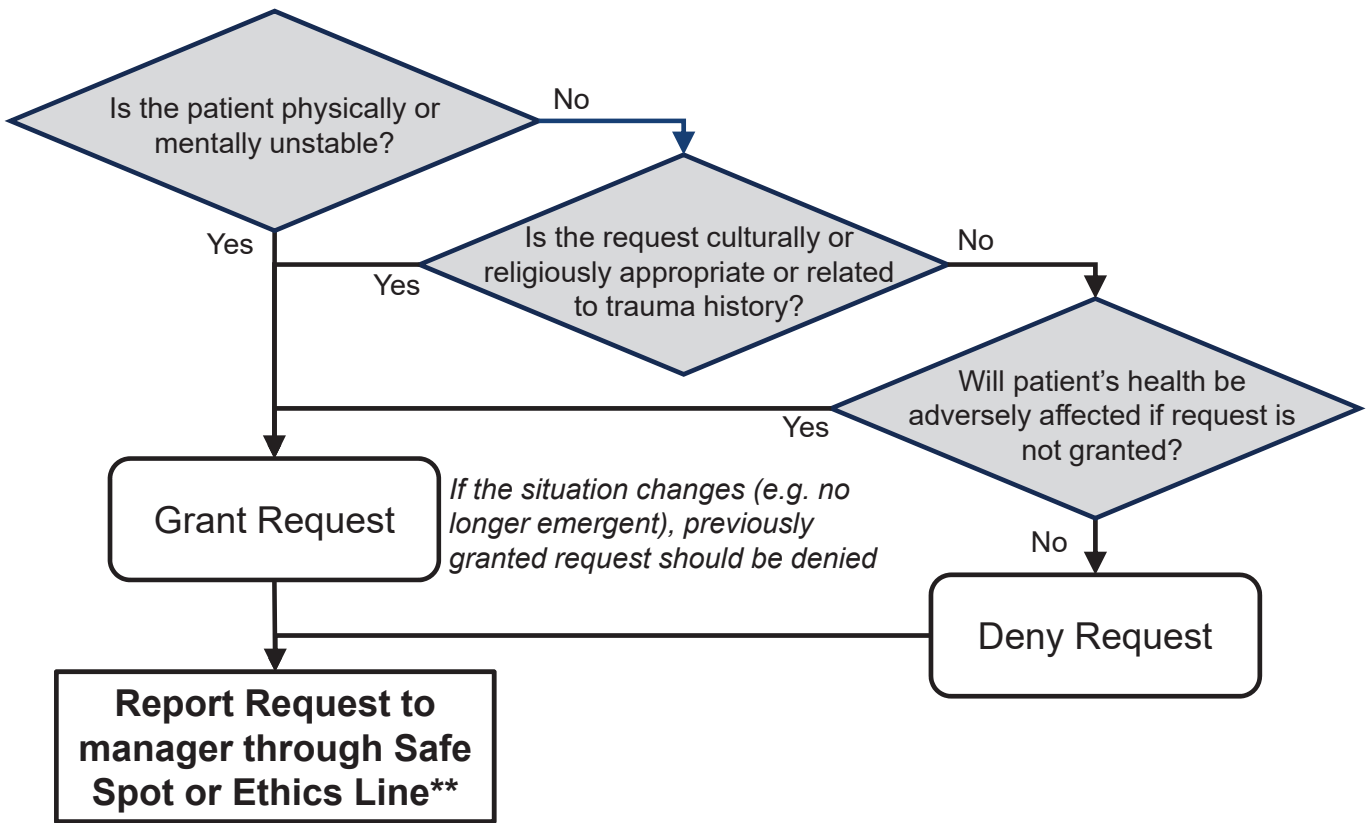 Is the patient physically or
mentally unstable?
No
Yes
Is the request culturally or
religiously appropriate or related
to trauma history?
No
Yes
Will patient’s health be
adversely affected if request is
not granted?
Yes
No
Grant Request
If the situation changes (e.g. no
longer emergent), previously
granted request should be denied
Deny Request
Report Request to
manager through Safe
Spot or Ethics Line**